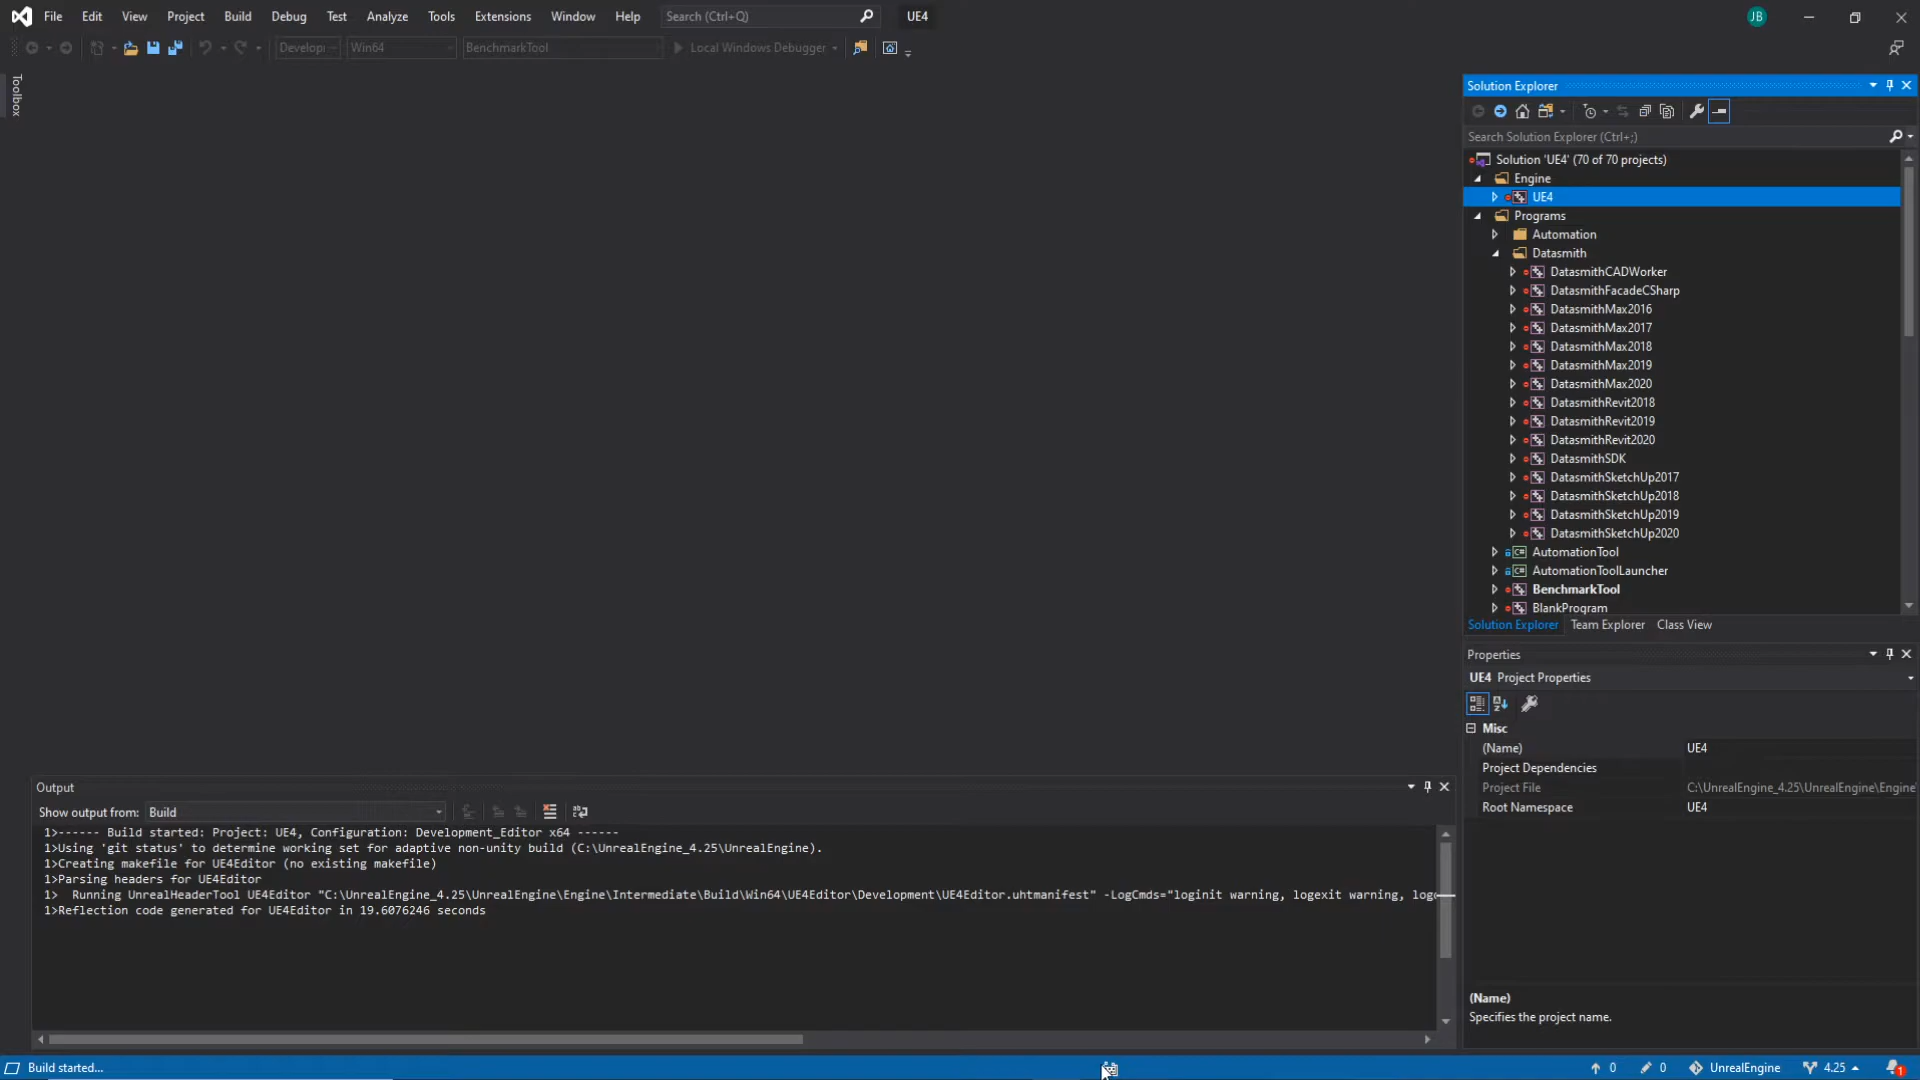 File Edit View Project Build Debug Test Analyze Tools Extensions Window Help Search (Ctrl+Q) UE4 JB
Develop Win64 BenchmarkTool Local Windows Debugger
Toolbox
Solution Explorer
Search Solution Explorer (Ctrl+;)
Solution 'UE4' (70 of 70 projects)
Engine
UE4
Programs
Automation
Datasmith
DatasmithCADWorker
DatasmithFacadeCSharp
DatasmithMax2016
DatasmithMax2017
DatasmithMax2018
DatasmithMax2019
DatasmithMax2020
DatasmithRevit2018
DatasmithRevit2019
DatasmithRevit2020
DatasmithSDK
DatasmithSketchUp2017
DatasmithSketchUp2018
DatasmithSketchUp2019
DatasmithSketchUp2020
AutomationTool
AutomationToolLauncher
BenchmarkTool
BlankProgram
Solution Explorer Team Explorer Class View
Properties
UE4 Project Properties
Misc
(Name) UE4
Project Dependencies
Project File C:\UnrealEngine_4.25\UnrealEngine\Engine
Root Namespace UE4
(Name)
Specifies the project name.
Output
Show output from: Build
1>------ Build started: Project: UE4, Configuration: Development_Editor x64 ------
1>Using 'git status' to determine working set for adaptive non-unity build (C:\UnrealEngine_4.25\UnrealEngine).
1>Creating makefile for UE4Editor (no existing makefile)
1>Parsing headers for UE4Editor
1>  Running UnrealHeaderTool UE4Editor "C:\UnrealEngine_4.25\UnrealEngine\Engine\Intermediate\Build\Win64\UE4Editor\Development\UE4Editor.uhtmanifest" -LogCmds="loginit warning, logexit warning, log
1>Reflection code generated for UE4Editor in 19.6076246 seconds
Build started... 0 0 UnrealEngine 4.25 1